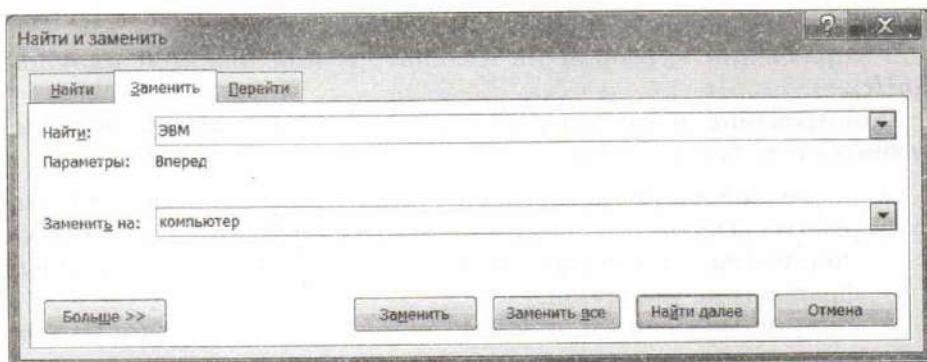 Найти и заменить
Найти Заменить Перейти
Найти: ЭВМ
Параметры: Вперед
Заменить на: компьютер
Больше >> Заменить Заменить все Найти далее Отмена